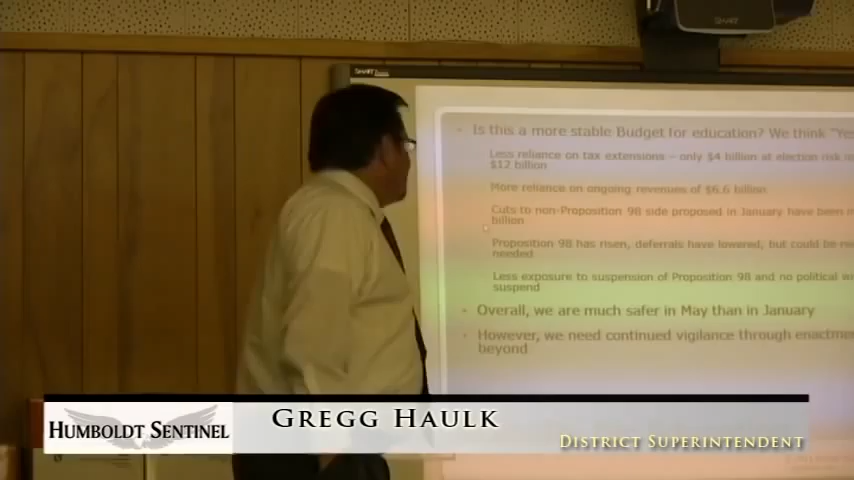 SMART
SMART
Is this a more stable Budget for education? We think "Yes
Less reliance on tax extensions – only $4 billion at election risk
$12 billion
More reliance on ongoing revenues of $6.6 billion
Cuts to non-Proposition 98 side proposed in January have been
billion
Proposition 98 has risen, deferrals have lowered, but could be
needed
Less exposure to suspension of Proposition 98 and no political
suspend
Overall, we are much safer in May than in January
However, we need continued vigilance through
beyond
HUMBOLDT SENTINEL
GREGG HAULK
DISTRICT SUPERINTENDENT